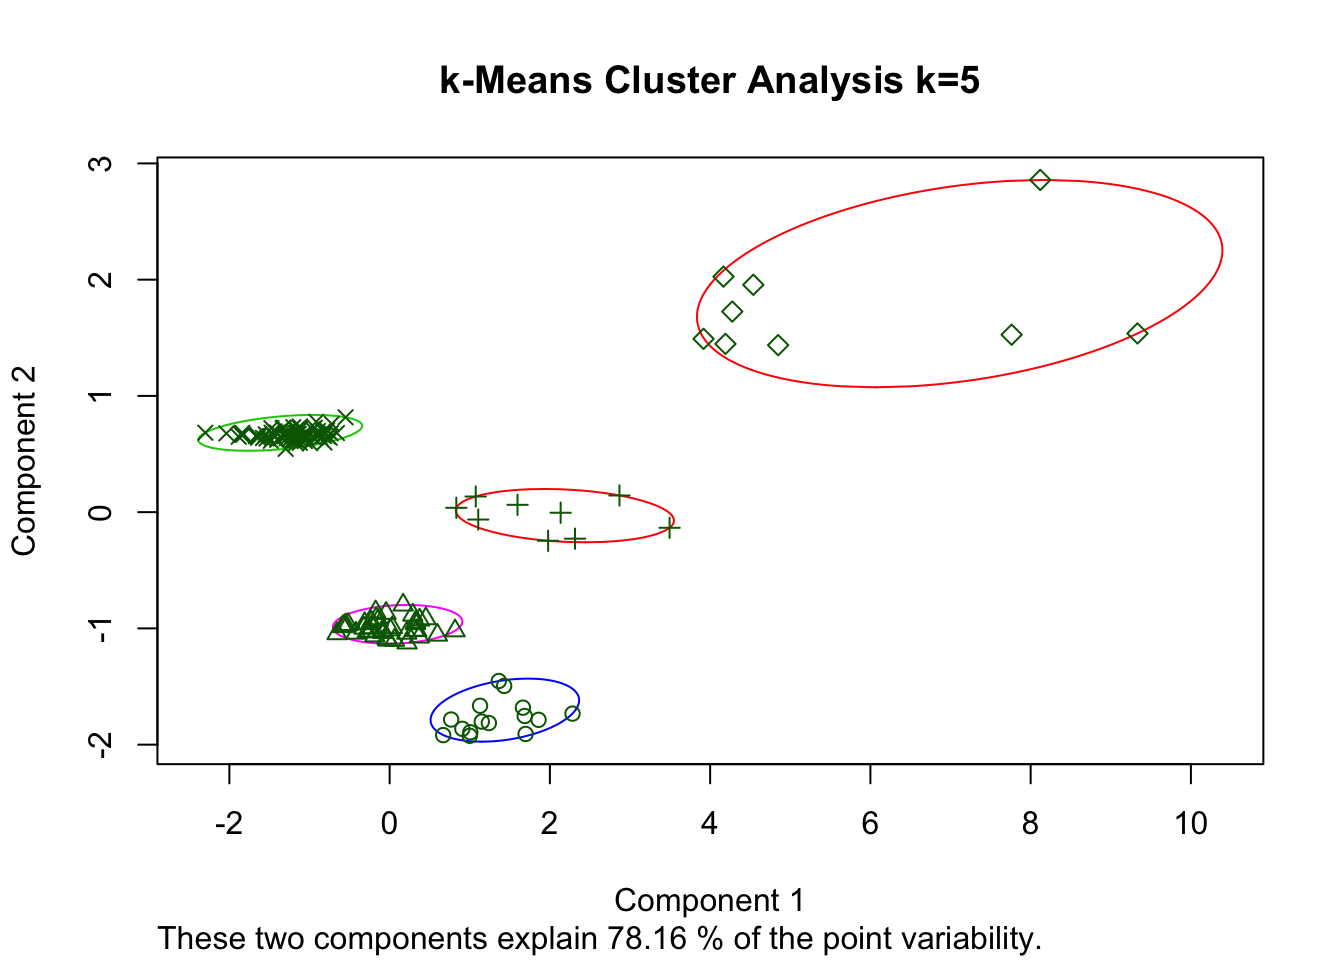 k-Means Cluster Analysis k=5
3
2
1
0
-1
-2
Component 2
-2 0 2 4 6 8 10
Component 1
These two components explain 78.16 % of the point variability.